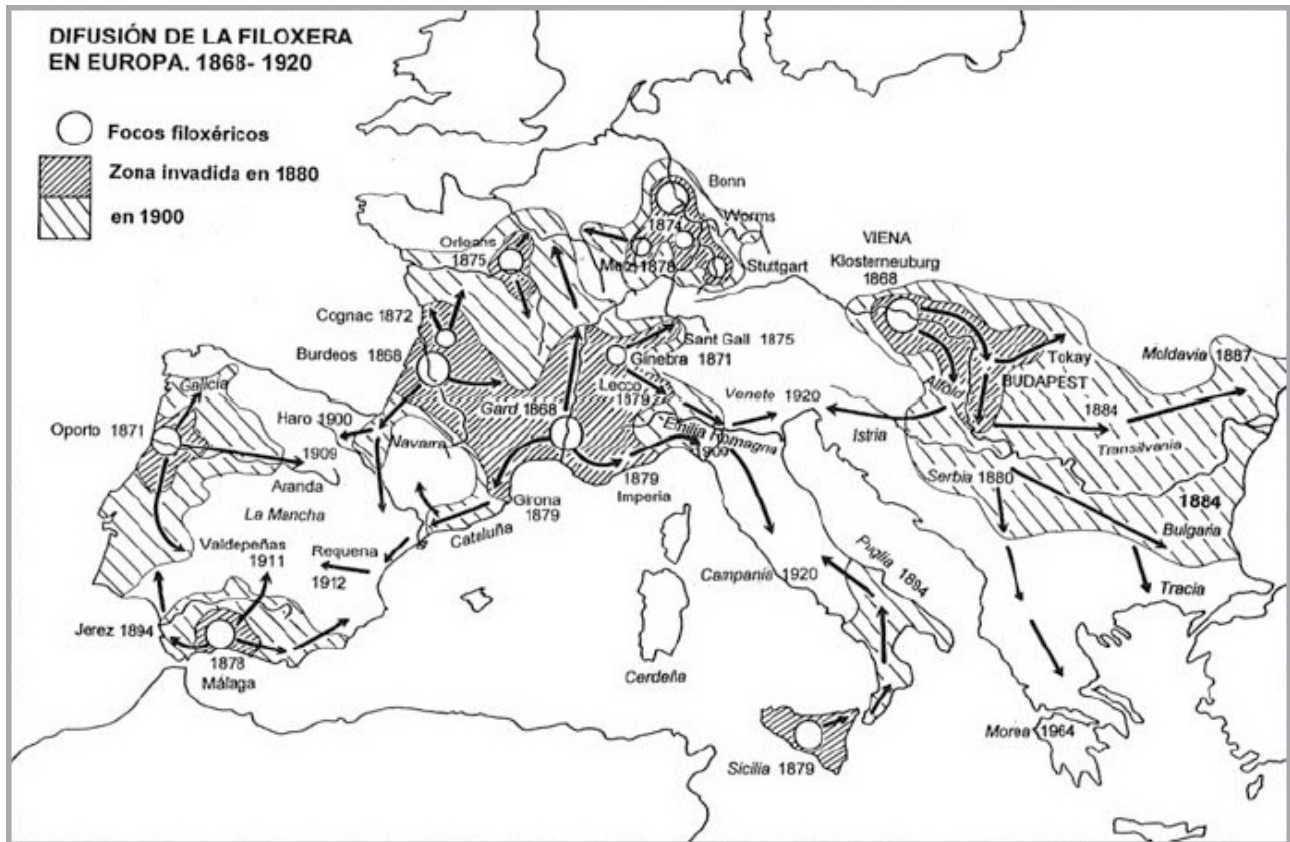 DIFUSIÓN DE LA FILOXERA
EN EUROPA. 1868- 1920
Focos filoxéricos
Zona invadida en 1880
en 1900
Bonn
Worms
1874
Metz 1878
Stuttgart
Orleans
1875
VIENA
Klosterneuburg
1868
Cognac 1872
Burdeos 1868
Sant Gall 1875
Ginebra 1871
Lecco
1879
Tokay
Moldavia 1887
Alföld
BUDAPEST
Galicia
Gard 1868
Venete 1920
1884
Transilvania
Oporto 1871
Haro 1900
Navarra
Emilia Romagna
Istria
1909
Aranda
1879
Imperia
Serbia 1880
1884
Bulgaria
La Mancha
Girona
1879
Cataluña
Valdepeñas
1911
Requena
1912
Campania 1920
Puglia 1894
Tracia
Jerez 1894
1878
Málaga
Cerdeña
Morea 1964
Sicilia 1879